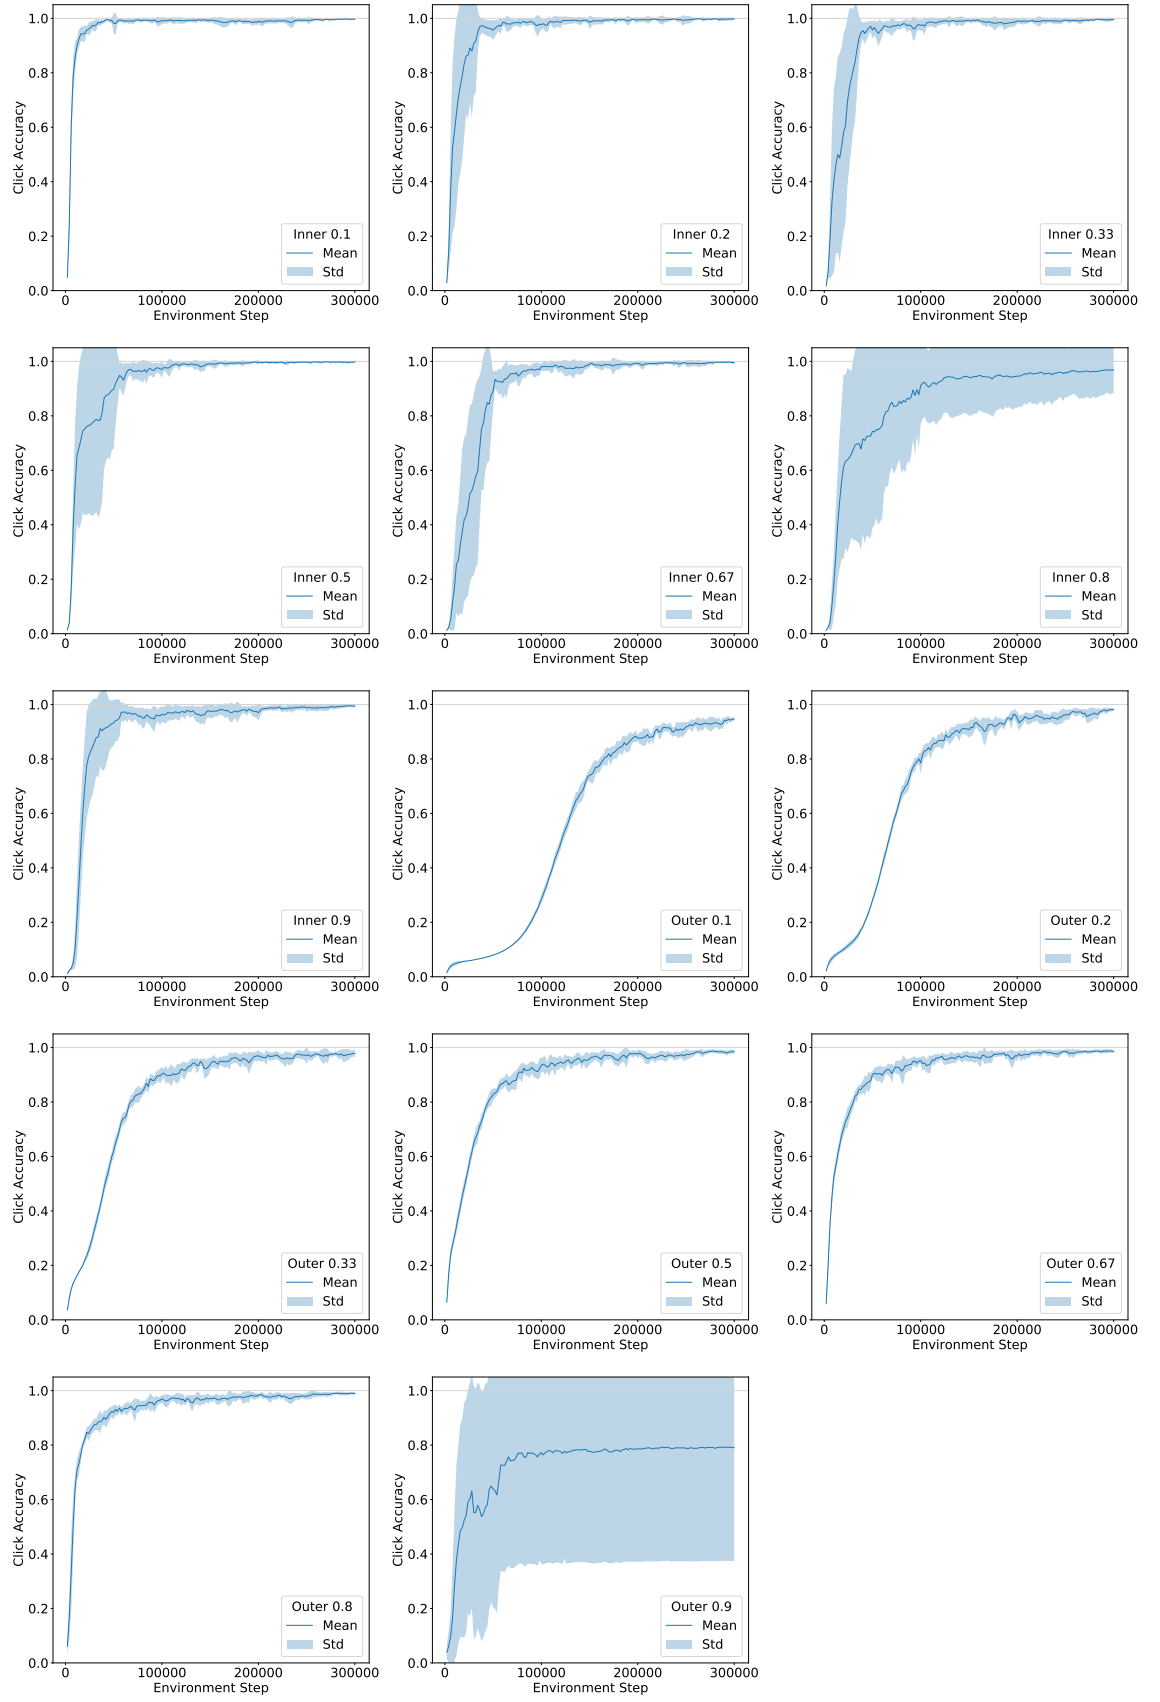 1.0
0.8
0.6
0.4
0.2
0.0
Click Accuracy
0 100000 200000 300000
Environment Step
Inner 0.1
Mean
Std
1.0
0.8
0.6
0.4
0.2
0.0
Click Accuracy
0 100000 200000 300000
Environment Step
Inner 0.2
Mean
Std
1.0
0.8
0.6
0.4
0.2
0.0
Click Accuracy
0 100000 200000 300000
Environment Step
Inner 0.33
Mean
Std
1.0
0.8
0.6
0.4
0.2
0.0
Click Accuracy
0 100000 200000 300000
Environment Step
Inner 0.5
Mean
Std
1.0
0.8
0.6
0.4
0.2
0.0
Click Accuracy
0 100000 200000 300000
Environment Step
Inner 0.67
Mean
Std
1.0
0.8
0.6
0.4
0.2
0.0
Click Accuracy
0 100000 200000 300000
Environment Step
Inner 0.8
Mean
Std
1.0
0.8
0.6
0.4
0.2
0.0
Click Accuracy
0 100000 200000 300000
Environment Step
Inner 0.9
Mean
Std
1.0
0.8
0.6
0.4
0.2
0.0
Click Accuracy
0 100000 200000 300000
Environment Step
Outer 0.1
Mean
Std
1.0
0.8
0.6
0.4
0.2
0.0
Click Accuracy
0 100000 200000 300000
Environment Step
Outer 0.2
Mean
Std
1.0
0.8
0.6
0.4
0.2
0.0
Click Accuracy
0 100000 200000 300000
Environment Step
Outer 0.33
Mean
Std
1.0
0.8
0.6
0.4
0.2
0.0
Click Accuracy
0 100000 200000 300000
Environment Step
Outer 0.5
Mean
Std
1.0
0.8
0.6
0.4
0.2
0.0
Click Accuracy
0 100000 200000 300000
Environment Step
Outer 0.67
Mean
Std
1.0
0.8
0.6
0.4
0.2
0.0
Click Accuracy
0 100000 200000 300000
Environment Step
Outer 0.8
Mean
Std
1.0
0.8
0.6
0.4
0.2
0.0
Click Accuracy
0 100000 200000 300000
Environment Step
Outer 0.9
Mean
Std